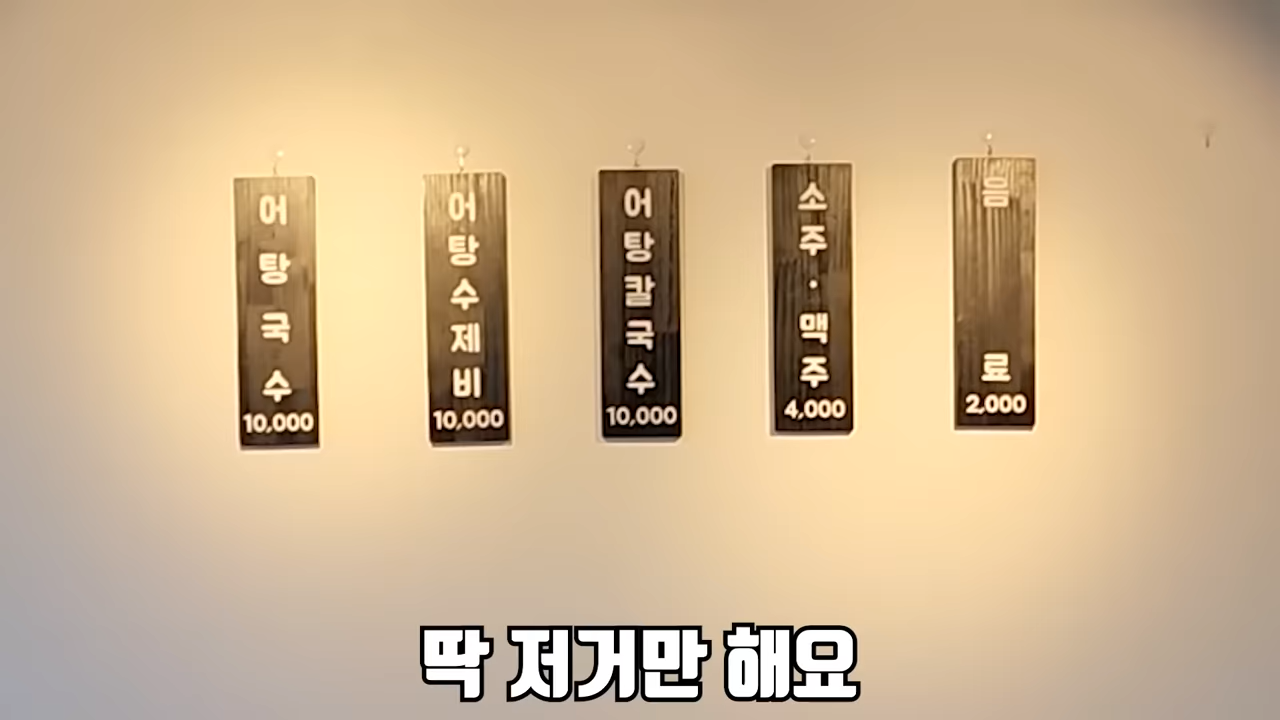 어탕국수
10,000
어탕수제비
10,000
어탕칼국수
10,000
소주·맥주
4,000
음료
2,000
딱 저거만 해요